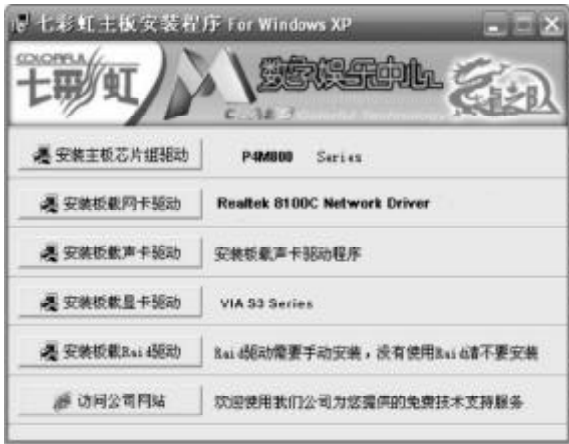 七彩虹主板安装程序 For Windows XP
COLORFUL
七彩虹
数字娱乐中心
之队
安装主板芯片组驱动 P4M800 Series
安装板载网卡驱动 Realtek 8100C Network Driver
安装板载声卡驱动 安装板载声卡驱动程序
安装板载显卡驱动 VIA S3 Series
安装板载Raid驱动 Raid驱动需要手动安装，没有使用Raid请不要安装
访问公司网站 欢迎使用我们公司为您提供的免费技术支持服务